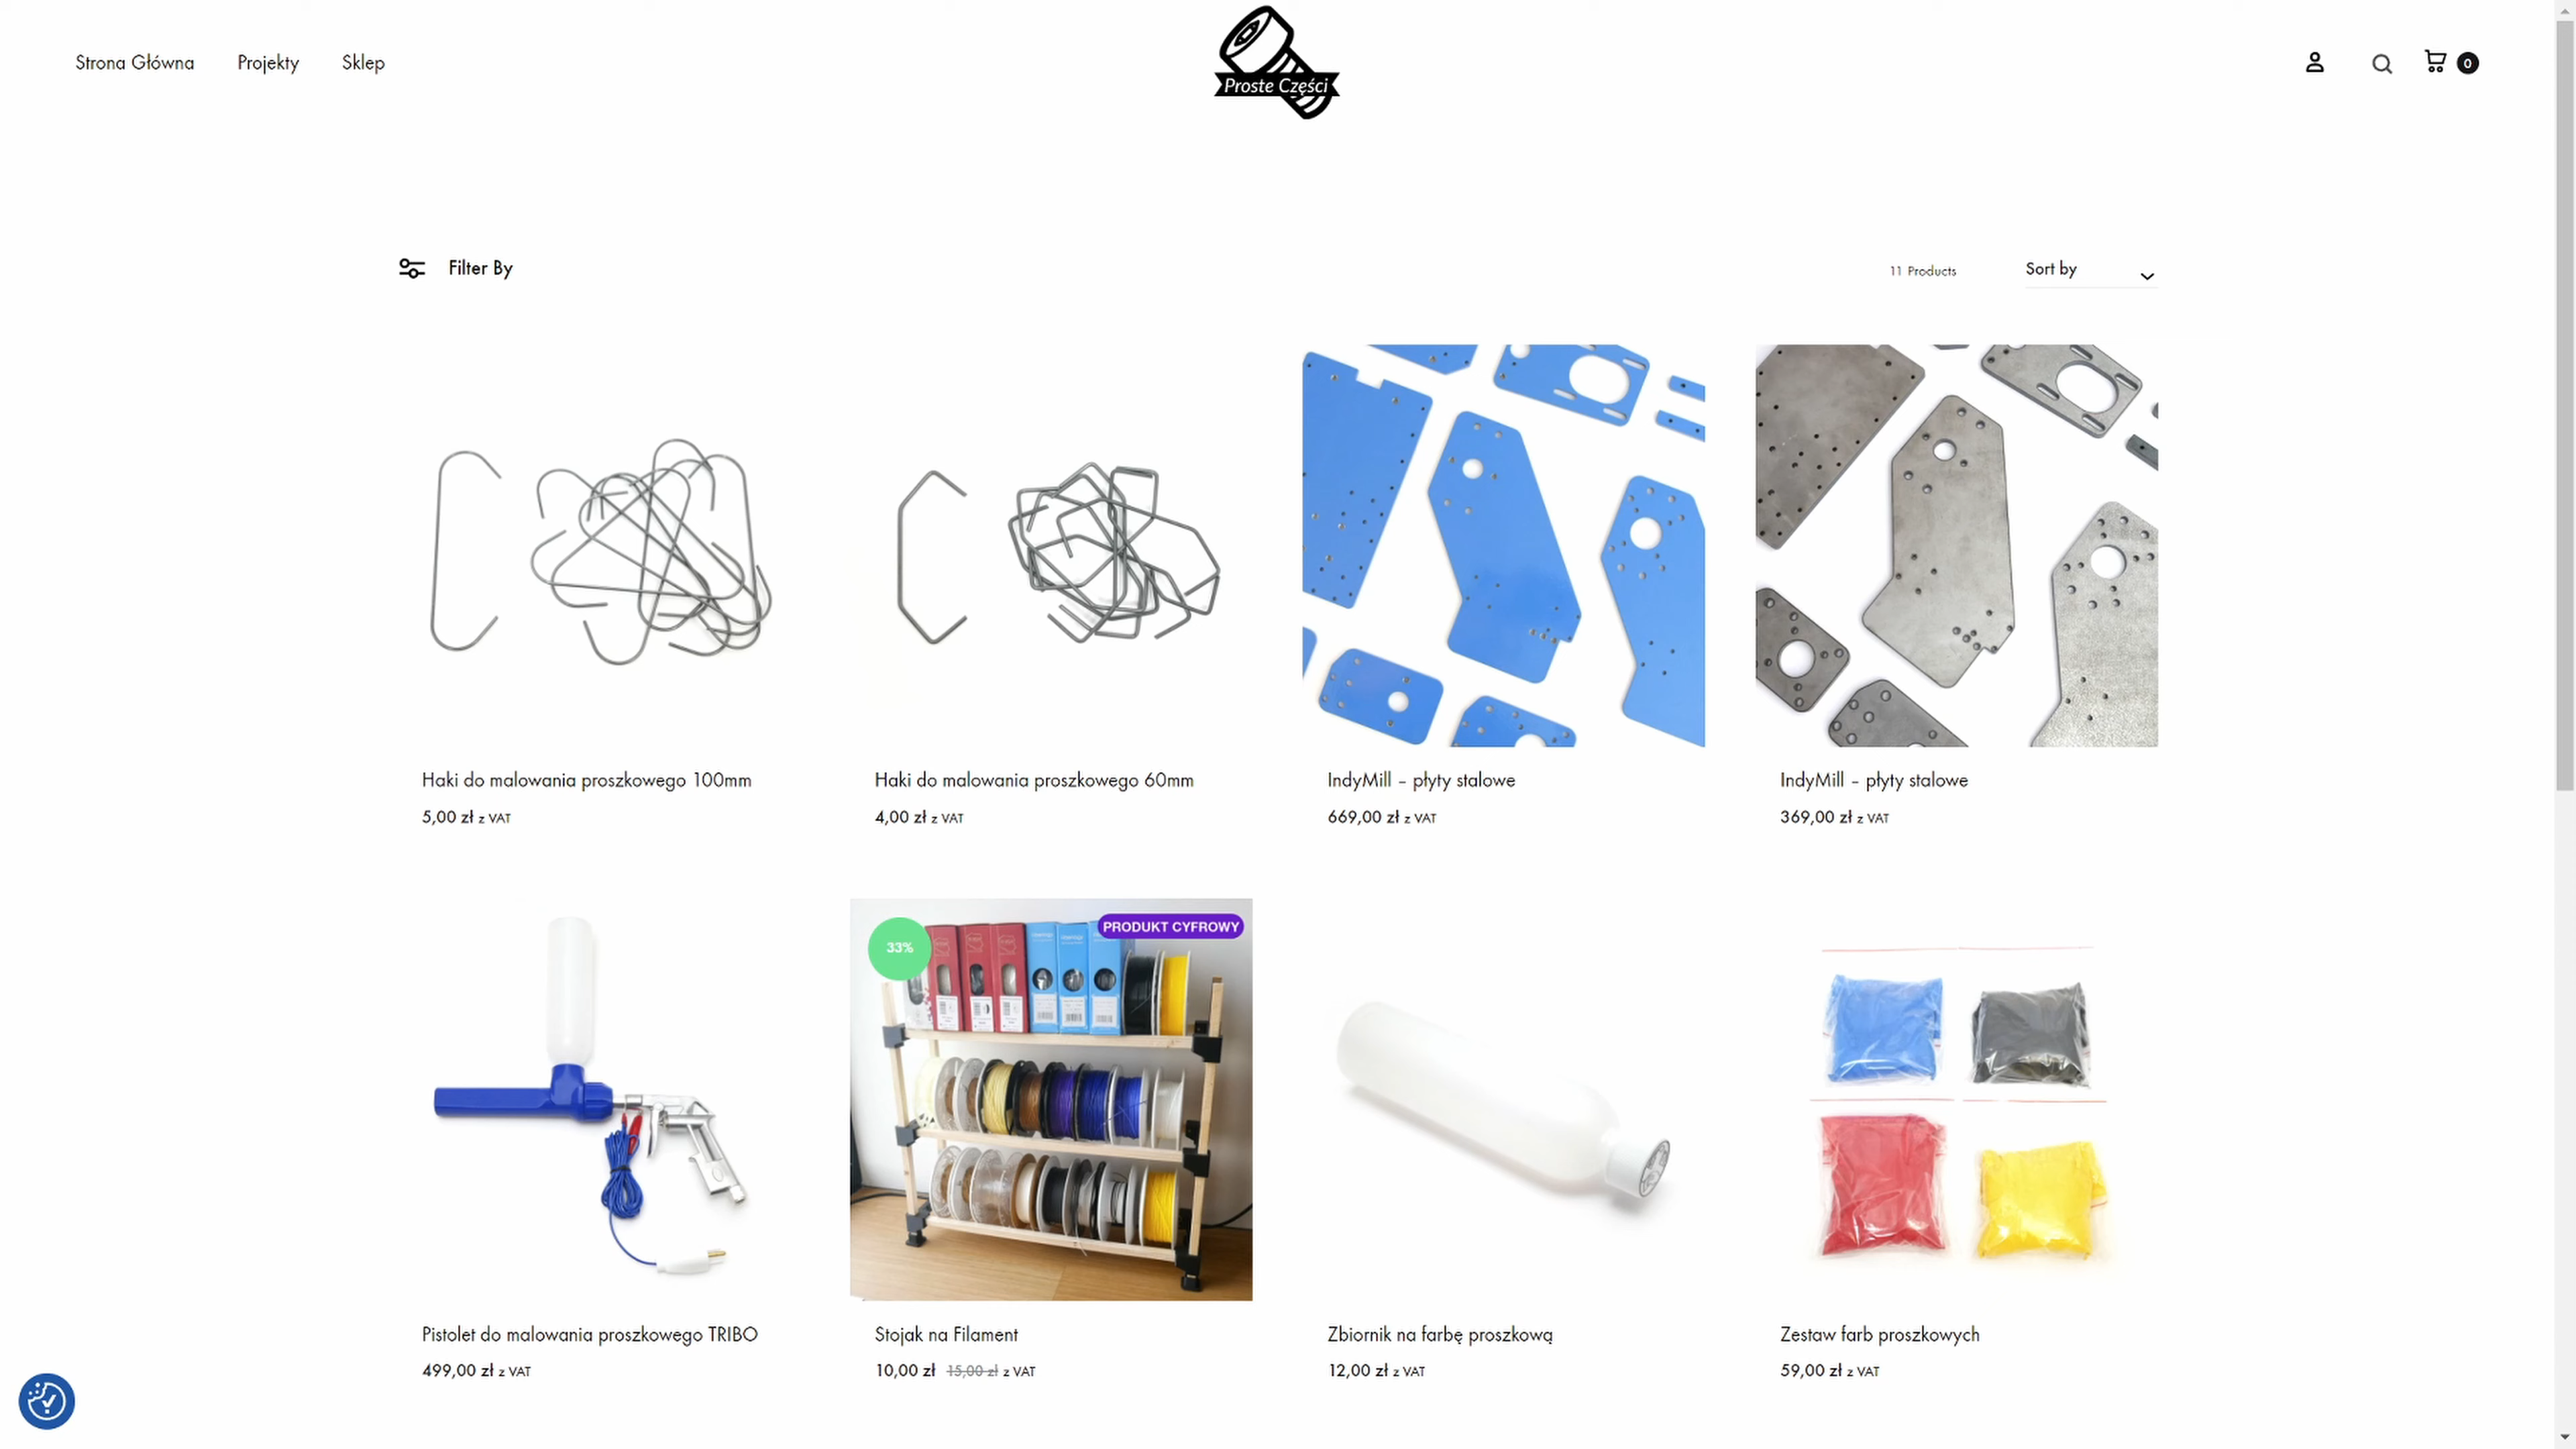 Strona Główna
Projekty
Sklep
Proste Części
0
Filter By
11 Products
Sort by
Haki do malowania proszkowego 100mm
5,00 zł z VAT
Haki do malowania proszkowego 60mm
4,00 zł z VAT
IndyMill – płyty stalowe
669,00 zł z VAT
IndyMill – płyty stalowe
369,00 zł z VAT
33%
PRODUKT CYFROWY
Pistolet do malowania proszkowego TRIBO
499,00 zł z VAT
Stojak na Filament
10,00 zł 15,00 zł z VAT
Zbiornik na farbę proszkową
12,00 zł z VAT
Zestaw farb proszkowych
59,00 zł z VAT